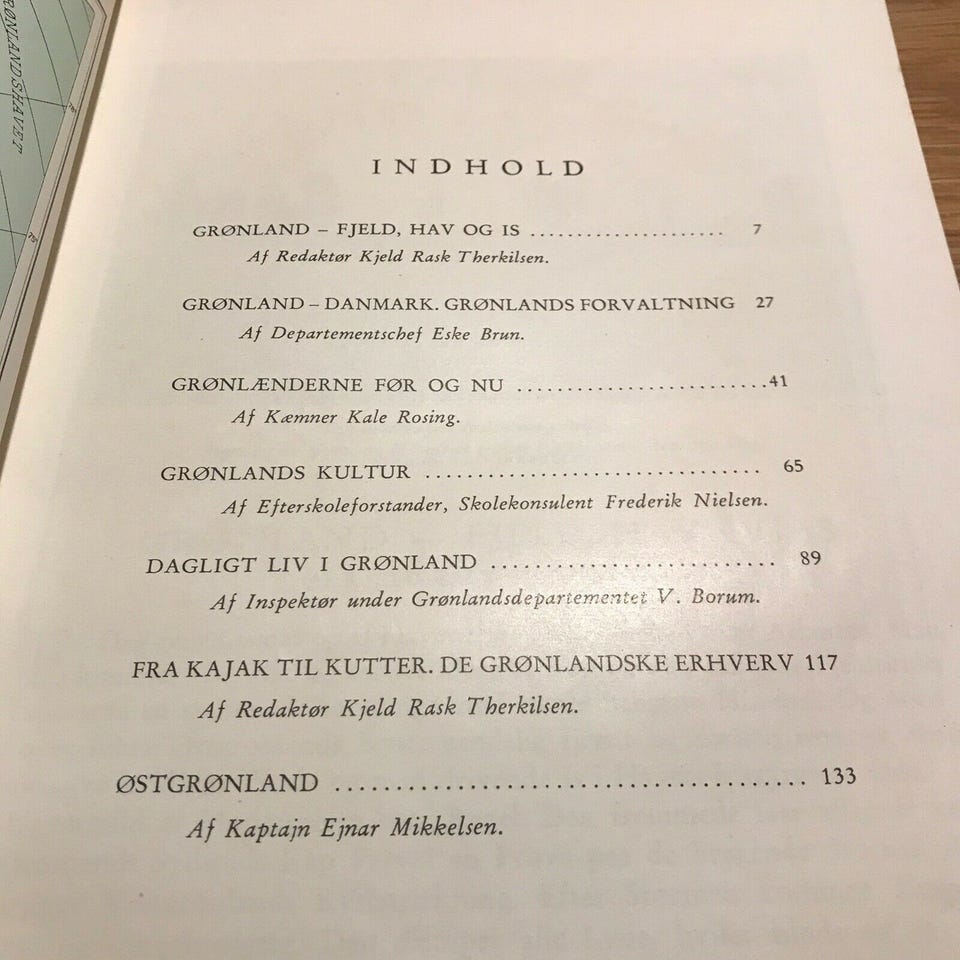 GRØNLANDSHAVET
76°
75°
INDHOLD
GRØNLAND – FJELD, HAV OG IS ..................... 7
Af Redaktør Kjeld Rask Therkilsen.
GRØNLAND – DANMARK. GRØNLANDS FORVALTNING 27
Af Departementschef Eske Brun.
GRØNLÆNDERNE FØR OG NU ...........................41
Af Kæmner Kale Rosing.
GRØNLANDS KULTUR .................................... 65
Af Efterskoleforstander, Skolekonsulent Frederik Nielsen.
DAGLIGT LIV I GRØNLAND .............................. 89
Af Inspektør under Grønlandsdepartementet V. Borum.
FRA KAJAK TIL KUTTER. DE GRØNLANDSKE ERHVERV 117
Af Redaktør Kjeld Rask Therkilsen.
ØSTGRØNLAND ........................................ 133
Af Kaptajn Ejnar Mikkelsen.